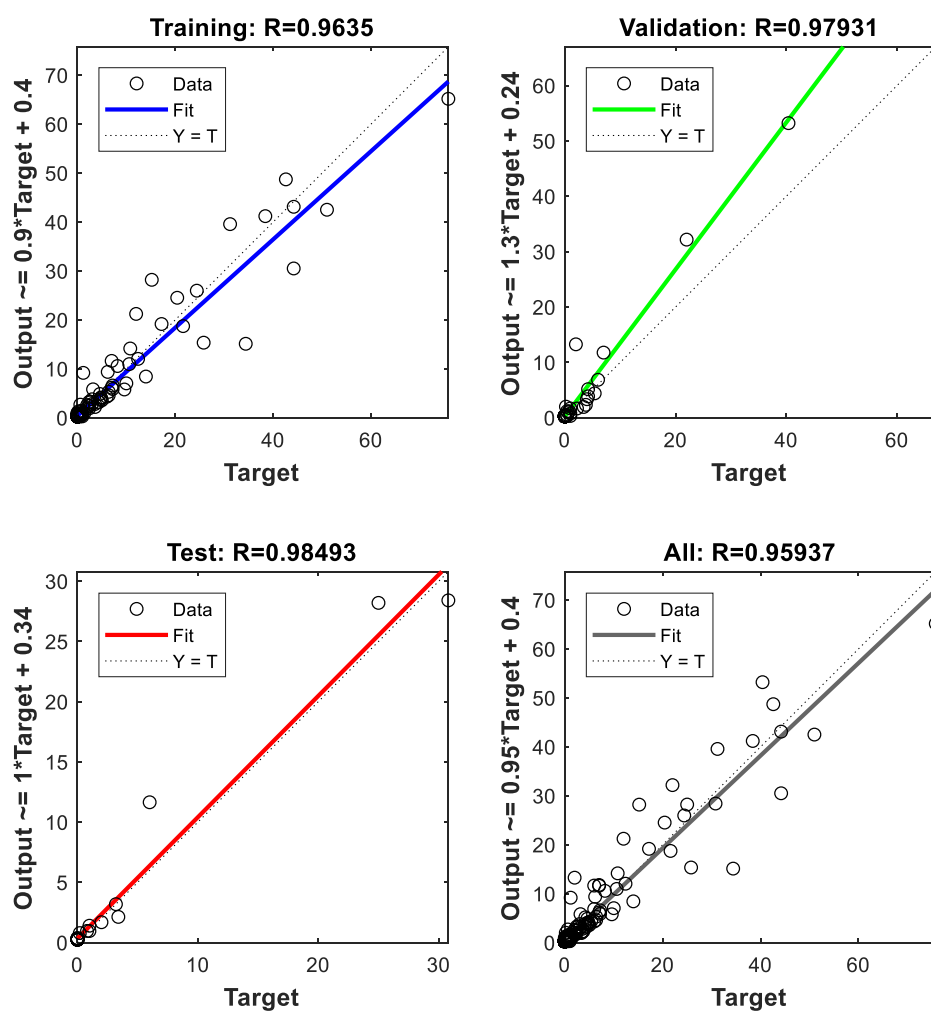 Training: R=0.9635
Output ~= 0.9*Target + 0.4
70
60
50
40
30
20
10
0
Data
Fit
Y = T
0 20 40 60
Target
Validation: R=0.97931
Output ~= 1.3*Target + 0.24
60
50
40
30
20
10
0
Data
Fit
Y = T
0 20 40 60
Target
Test: R=0.98493
Output ~= 1*Target + 0.34
30
25
20
15
10
5
0
Data
Fit
Y = T
0 10 20 30
Target
All: R=0.95937
Output ~= 0.95*Target + 0.4
70
60
50
40
30
20
10
0
Data
Fit
Y = T
0 20 40 60
Target